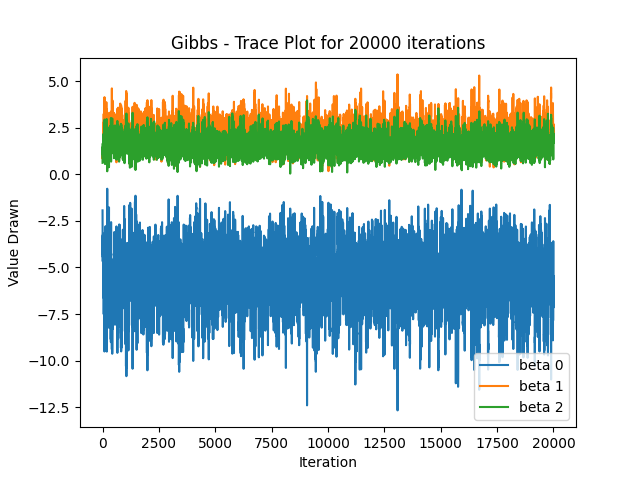 Gibbs - Trace Plot for 20000 iterations
5.0
2.5
0.0
−2.5
−5.0
−7.5
−10.0
−12.5
Value Drawn
beta 0
beta 1
beta 2
0 2500 5000 7500 10000 12500 15000 17500 20000
Iteration